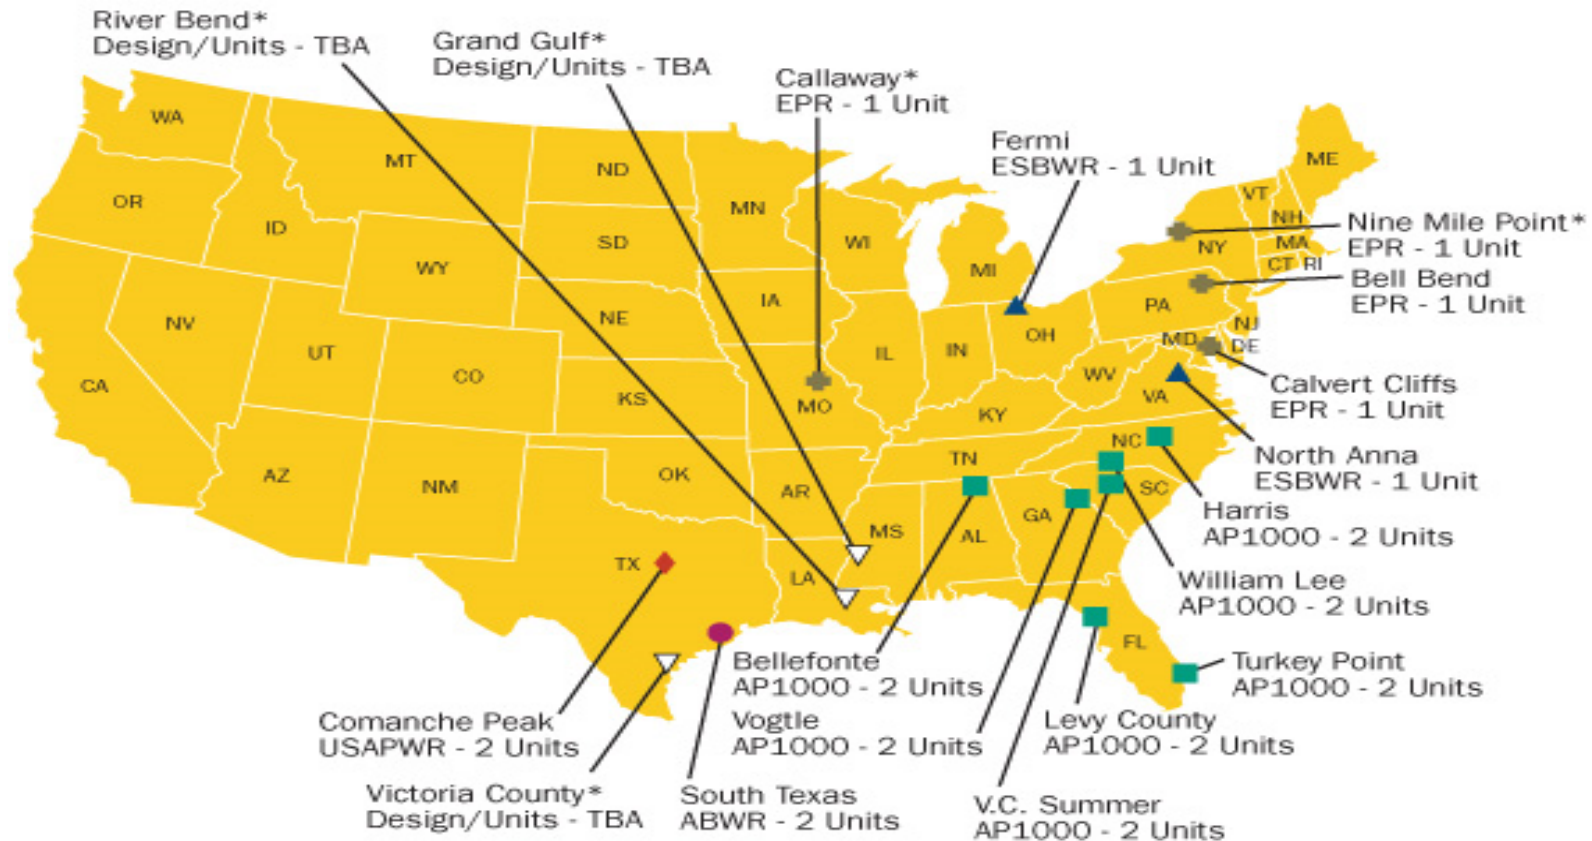 River Bend*
Design/Units - TBA
Grand Gulf*
Design/Units - TBA
Callaway*
EPR - 1 Unit
Fermi
ESBWR - 1 Unit
Nine Mile Point*
EPR - 1 Unit
Bell Bend
EPR - 1 Unit
Calvert Cliffs
EPR - 1 Unit
North Anna
ESBWR - 1 Unit
Harris
AP1000 - 2 Units
William Lee
AP1000 - 2 Units
Turkey Point
AP1000 - 2 Units
Levy County
AP1000 - 2 Units
V.C. Summer
AP1000 - 2 Units
Bellefonte
AP1000 - 2 Units
Vogtle
AP1000 - 2 Units
South Texas
ABWR - 2 Units
Comanche Peak
USAPWR - 2 Units
Victoria County*
Design/Units - TBA
WA
MT
ND
MN
ME
VT
NH
OR
ID
SD
WI
NY
MA
WY
MI
CT
RI
IA
PA
NV
NE
NJ
UT
OH
MD
DE
CA
CO
IL
IN
WV
KS
MO
VA
KY
NC
AZ
NM
OK
TN
AR
SC
GA
MS
AL
TX
LA
FL